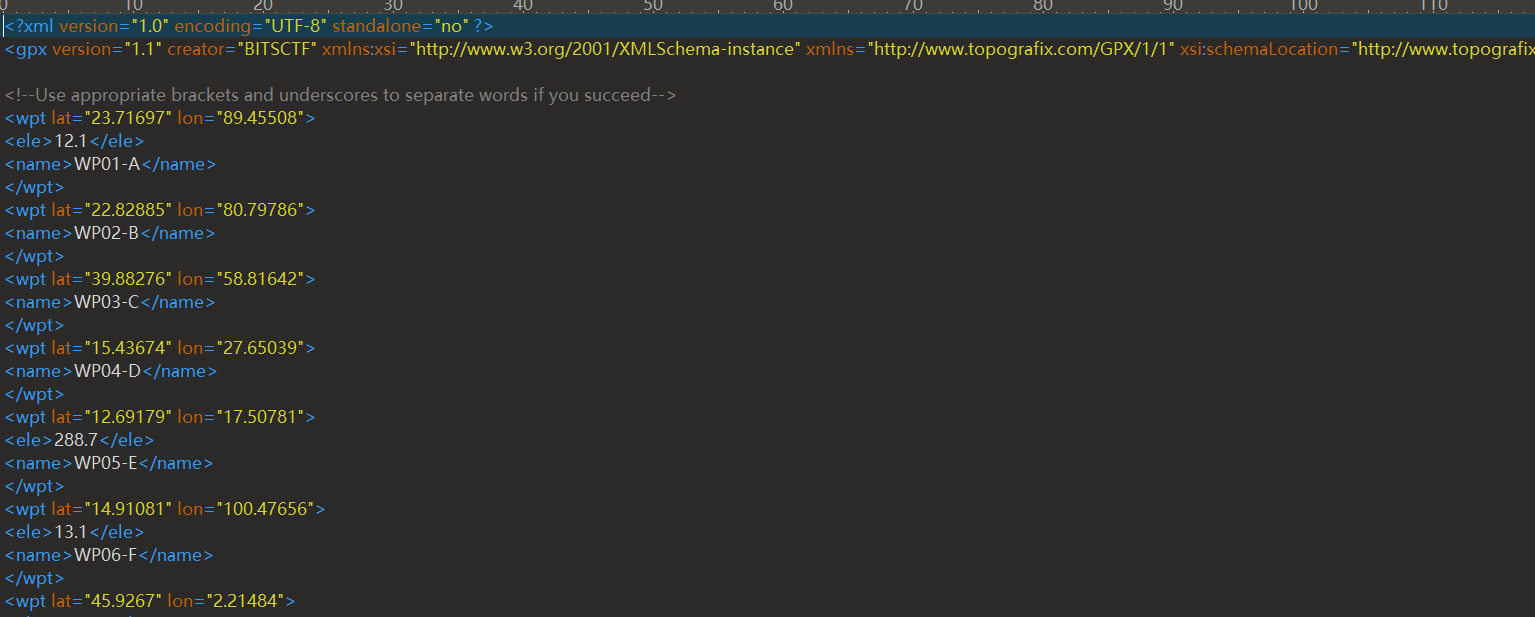 0 10 20 30 40 50 60 70 80 90 100 110
<?xml version="1.0" encoding="UTF-8" standalone="no" ?>
<gpx version="1.1" creator="BITSCTF" xmlns:xsi="http://www.w3.org/2001/XMLSchema-instance" xmlns="http://www.topografix.com/GPX/1/1" xsi:schemaLocation="http://www.topografix
<!--Use appropriate brackets and underscores to separate words if you succeed-->
<wpt lat="23.71697" lon="89.45508">
<ele>12.1</ele>
<name>WP01-A</name>
</wpt>
<wpt lat="22.82885" lon="80.79786">
<name>WP02-B</name>
</wpt>
<wpt lat="39.88276" lon="58.81642">
<name>WP03-C</name>
</wpt>
<wpt lat="15.43674" lon="27.65039">
<name>WP04-D</name>
</wpt>
<wpt lat="12.69179" lon="17.50781">
<ele>288.7</ele>
<name>WP05-E</name>
</wpt>
<wpt lat="14.91081" lon="100.47656">
<ele>13.1</ele>
<name>WP06-F</name>
</wpt>
<wpt lat="45.9267" lon="2.21484">